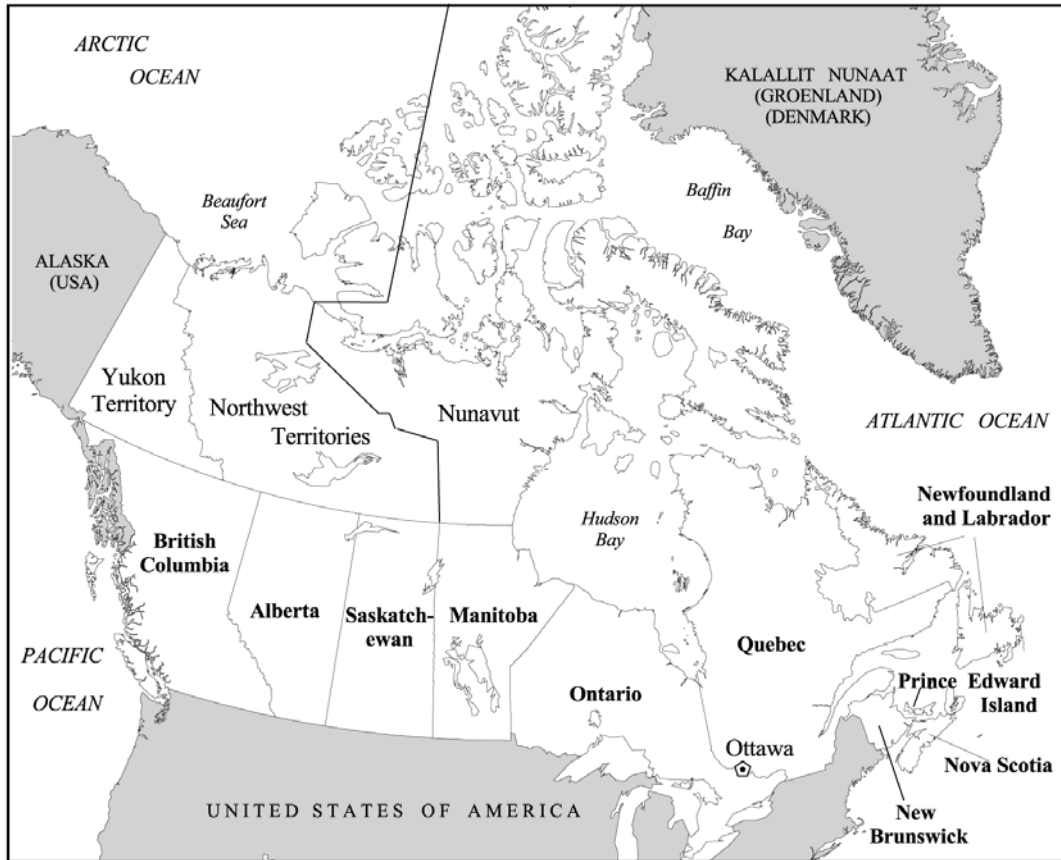 ARCTIC
OCEAN
KALALLIT NUNAAT
(GROENLAND)
(DENMARK)
Beaufort
Sea
Baffin
Bay
ALASKA
(USA)
Yukon
Territory
Northwest
Territories
Nunavut
ATLANTIC OCEAN
Newfoundland
and Labrador
Hudson
Bay
British
Columbia
Alberta
Saskatch-
ewan
Manitoba
Quebec
PACIFIC
OCEAN
Ontario
Prince Edward
Island
Ottawa
Nova Scotia
New
Brunswick
UNITED STATES OF AMERICA